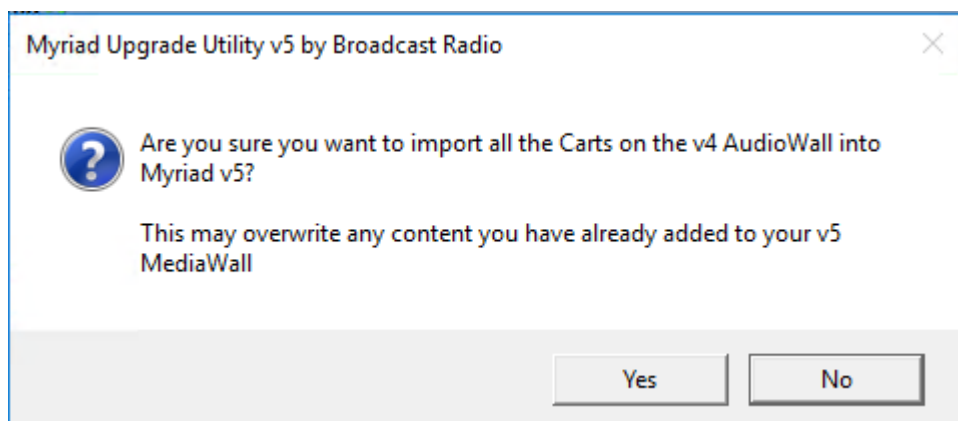 Myriad Upgrade Utility v5 by Broadcast Radio
Are you sure you want to import all the Carts on the v4 AudioWall into
Myriad v5?
This may overwrite any content you have already added to your v5
MediaWall
Yes
No